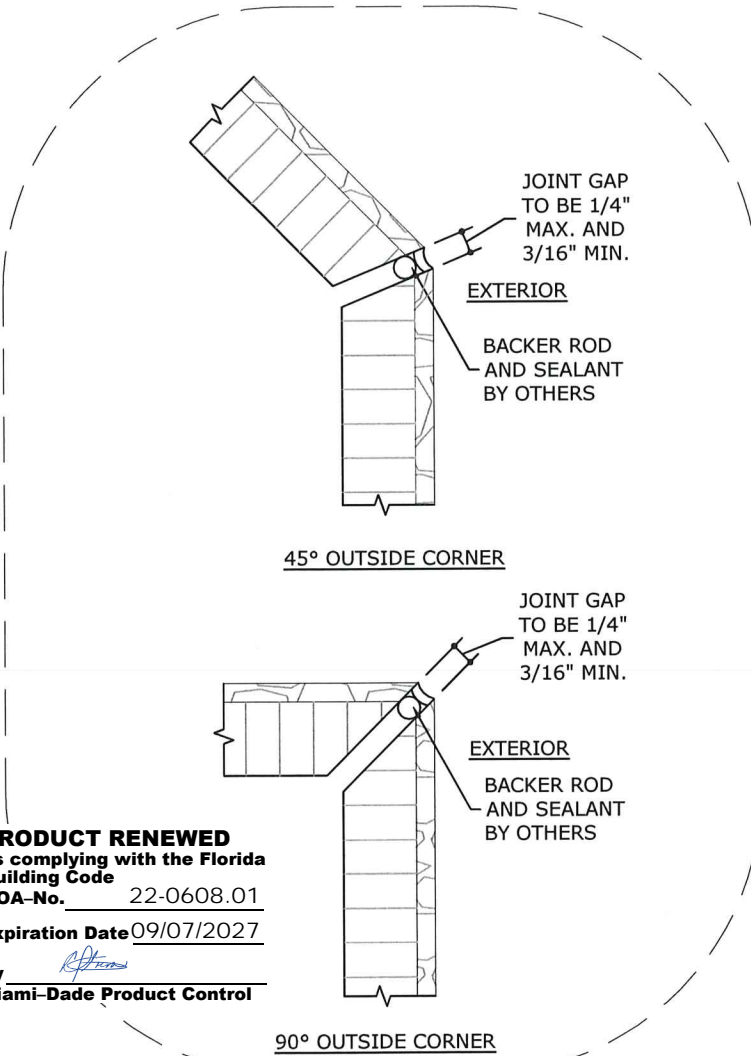 JOINT GAP
TO BE 1/4"
MAX. AND
3/16" MIN.
EXTERIOR
BACKER ROD
AND SEALANT
BY OTHERS
45° OUTSIDE CORNER
JOINT GAP
TO BE 1/4"
MAX. AND
3/16" MIN.
EXTERIOR
BACKER ROD
AND SEALANT
BY OTHERS
RODUCT RENEWED
s complying with the Florida
uilding Code
OA–No. 22-0608.01
xpiration Date 09/07/2027
y
iami–Dade Product Control
90° OUTSIDE CORNER